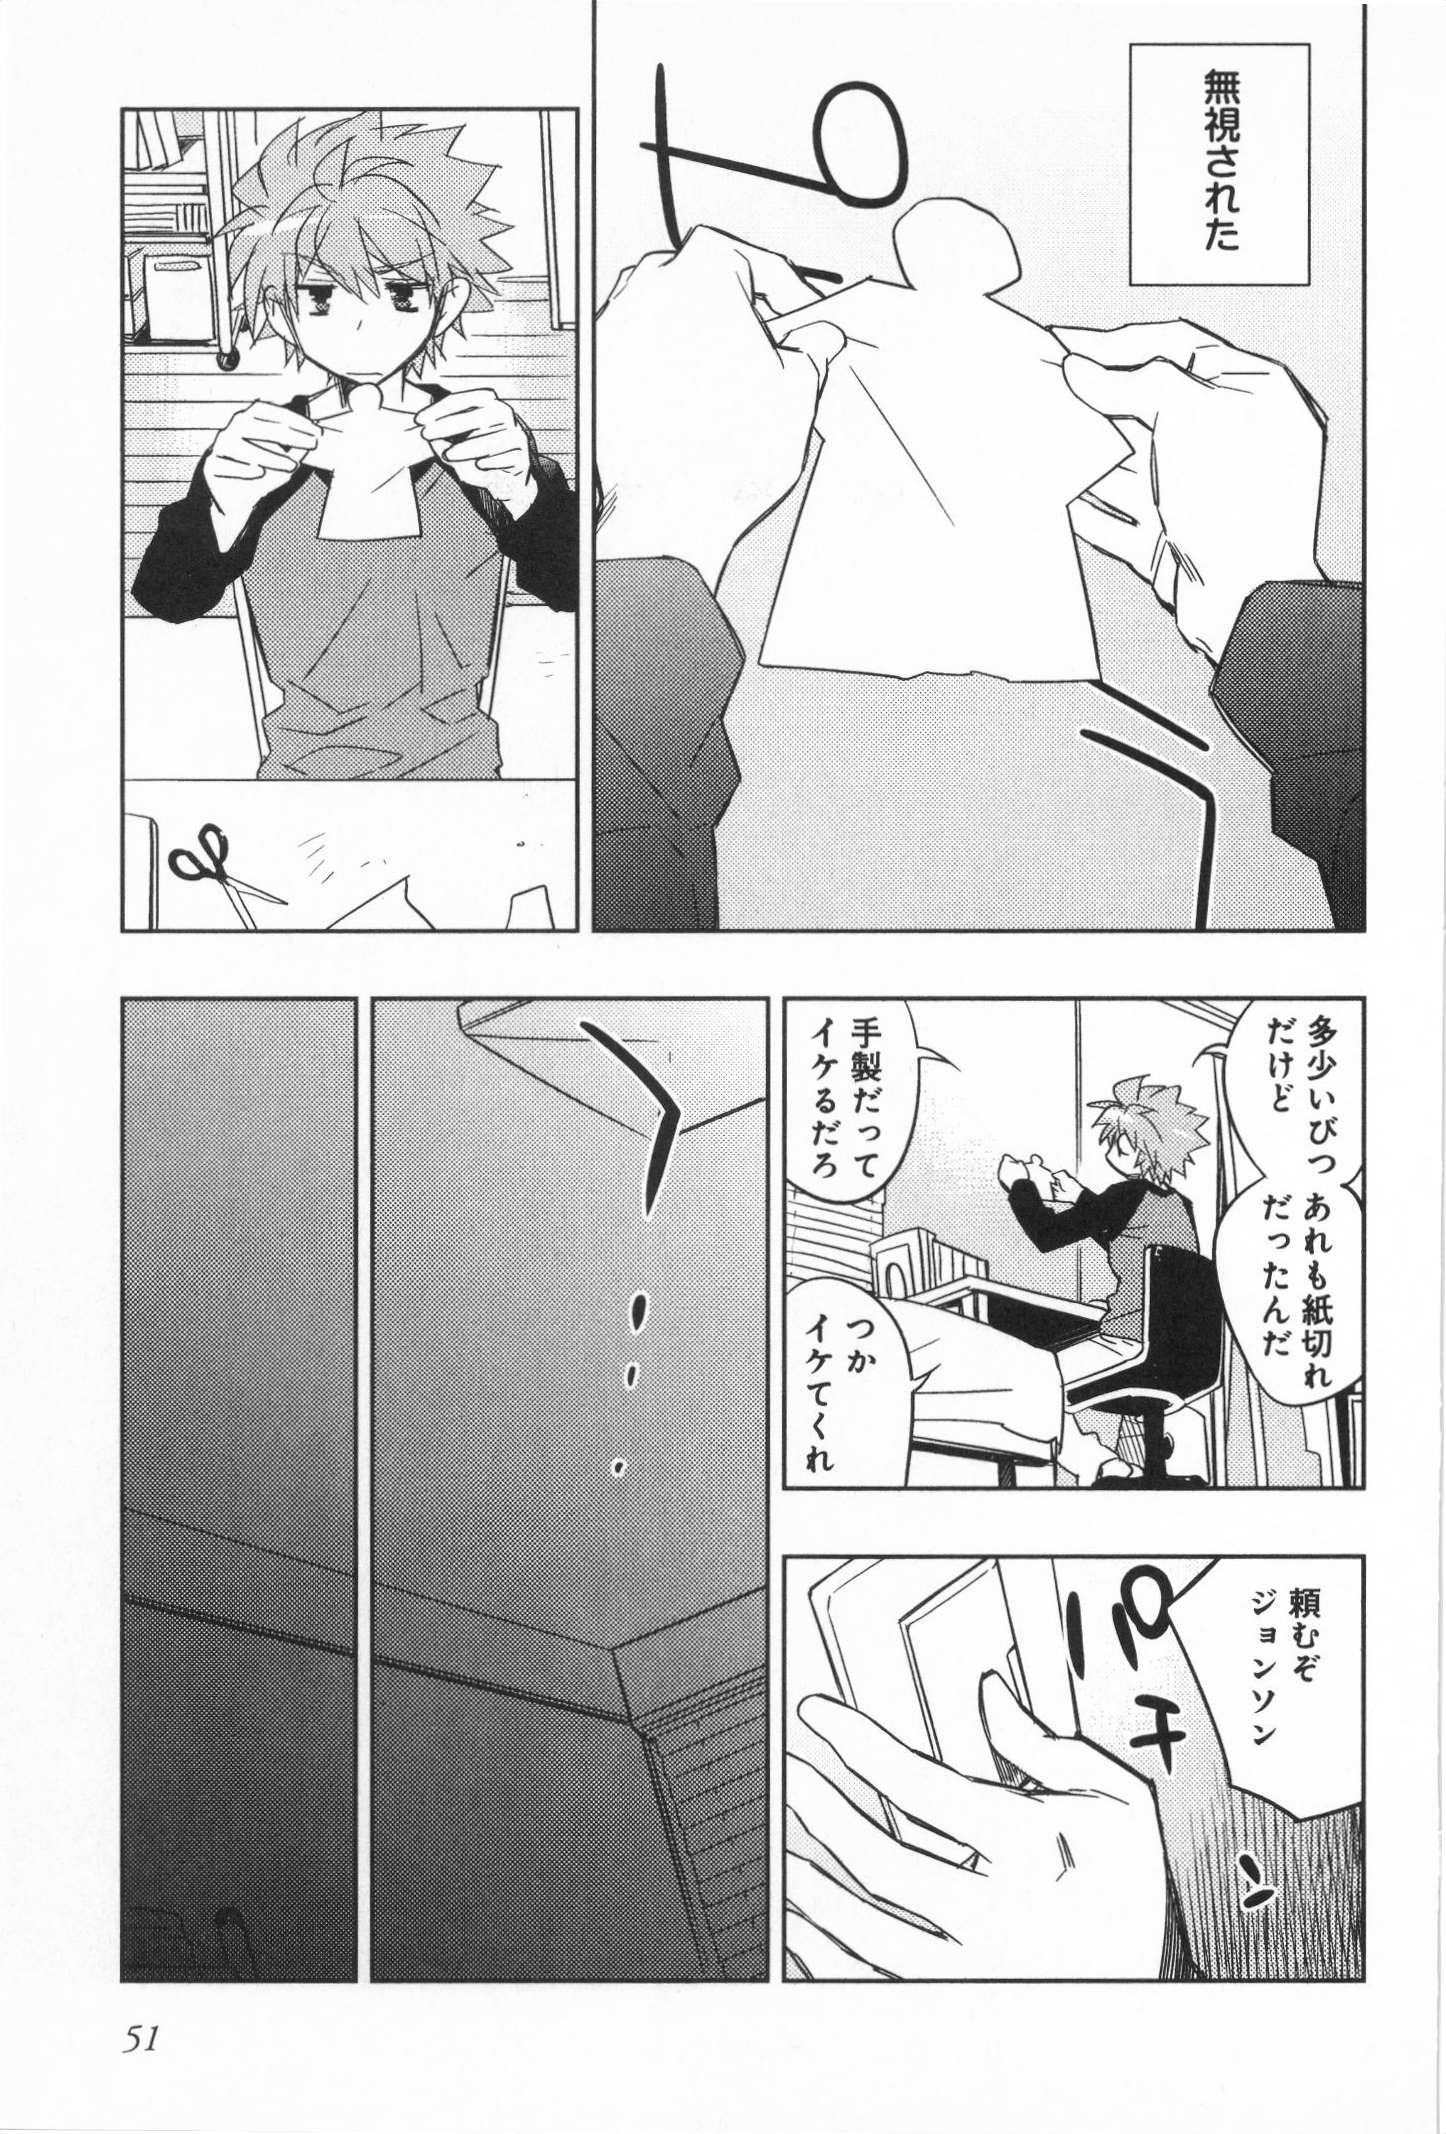 無視された
ピ
ラ
多少いびつ
だけど
あれも紙切れ
だったんだ
手製だって
イケるだろ
つか
イケてくれ
頼むぞ
ジョンソン
パチン
51